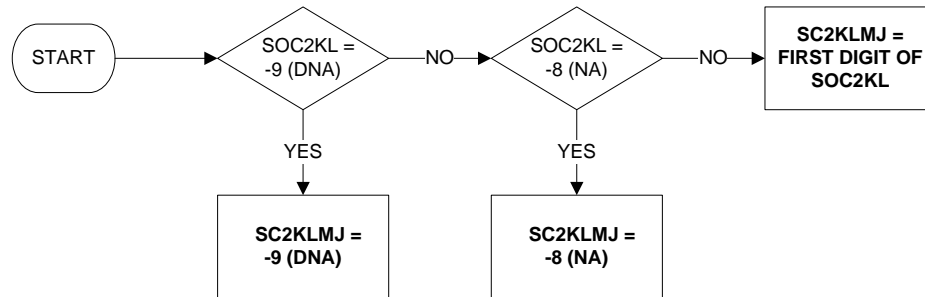 START
SOC2KL =
-9 (DNA)
NO
SOC2KL =
-8 (NA)
NO
SC2KLMJ =
FIRST DIGIT OF
SOC2KL
YES
YES
SC2KLMJ =
-9 (DNA)
SC2KLMJ =
-8 (NA)